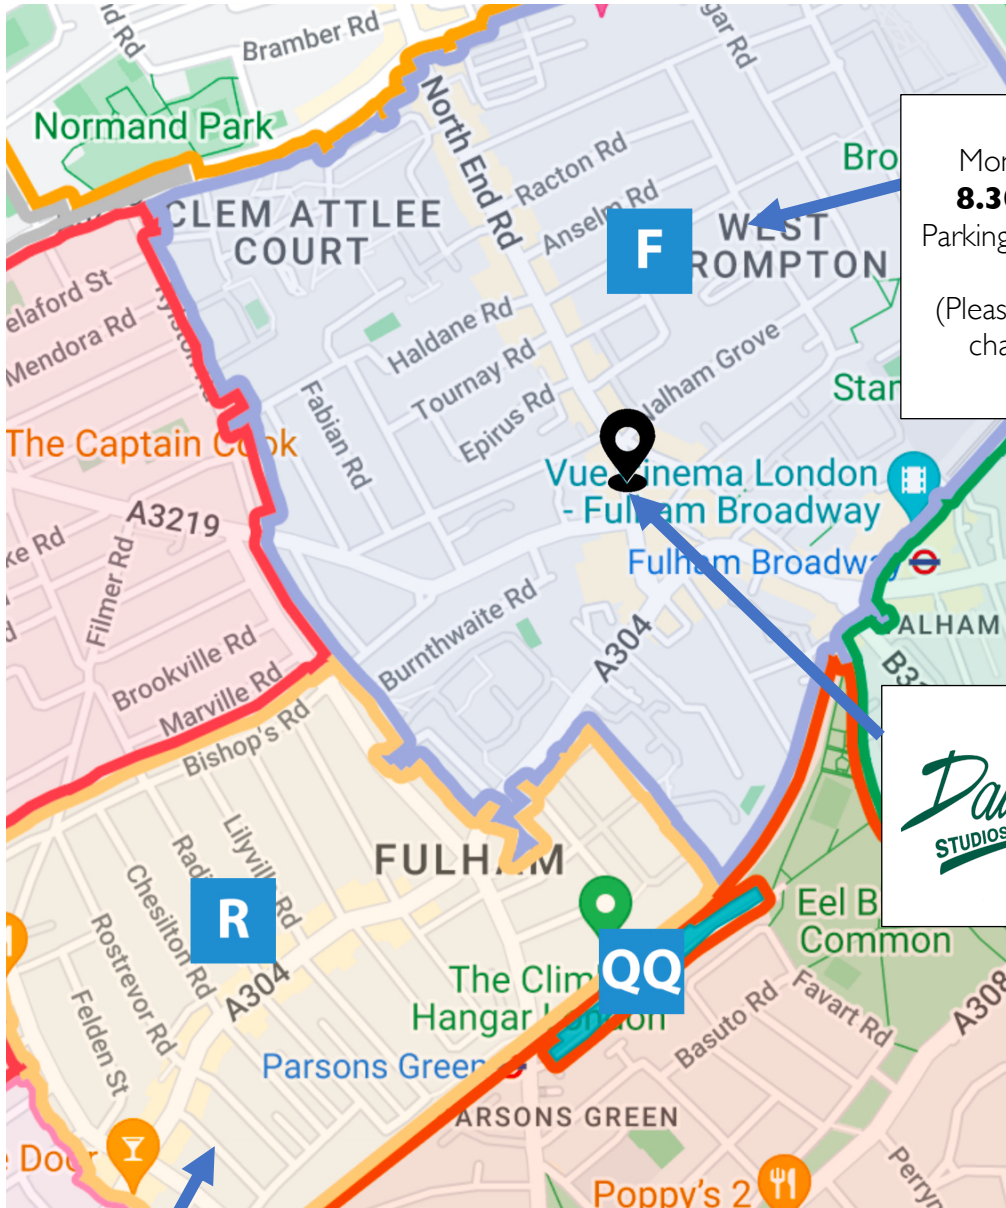 Bramber Rd
Normand Park
North End Rd
Racton Rd
Anselm Rd
CLEM ATTLEE
COURT
F
WEST
ROMPTON
8.30
Parking
(Pleas
cha
Mendora Rd
Haldane Rd
Tournay Rd
Epirus Rd
Fabian Rd
The Captain Cook
A3219
Filmer Rd
Vue Cinema London
- Fulham Broadway
Fulham Broadway
ALHAM
Burnthwaite Rd
A304
Brookville Rd
Marville Rd
Bishop's Rd
STUDIOS
FULHAM
Lilyville Rd
Chesilton Rd
Rostrevor Rd
Felden St
R
A304
QQ
The Clim
Hangar London
Parsons Green
Eel B
Common
Basuto Rd
Favart Rd
A308
ARSONS GREEN
Poppy's 2
Perryn